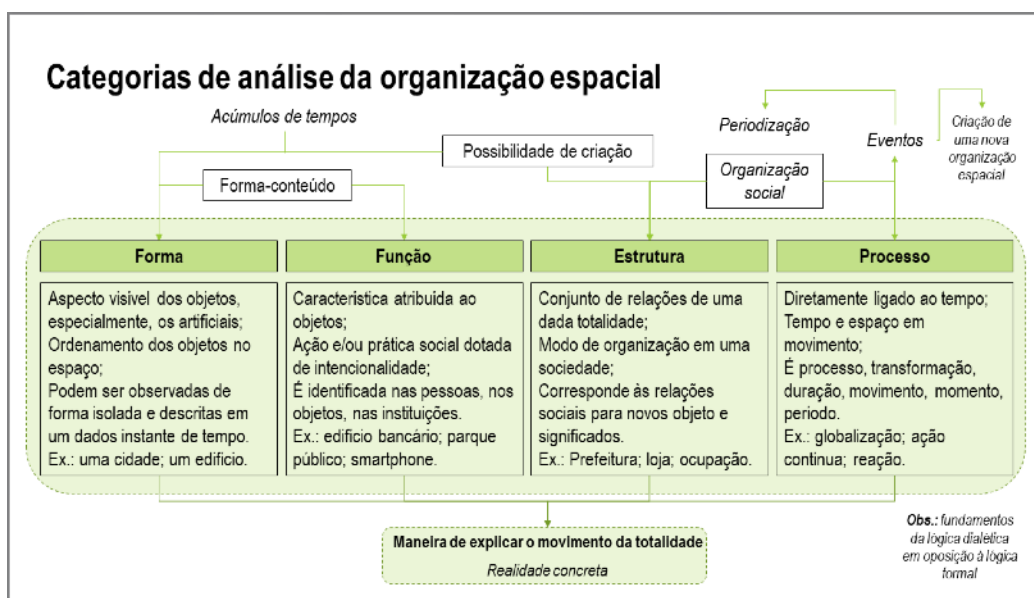 Categorias de análise da organização espacial
Acúmulos de tempos
Possibilidade de criação
Forma-conteúdo
Periodização
Organização
social
Eventos
Criação de
uma nova
organização
espacial
Forma
Aspecto visível dos objetos,
especialmente, os artificiais;
Ordenamento dos objetos no
espaço;
Podem ser observadas de
forma isolada e descritas em
um dados instante de tempo.
Ex.: uma cidade; um edifício.
Função
Característica atribuída ao
objetos;
Ação e/ou prática social dotada
de intencionalidade;
É identificada nas pessoas, nos
objetos, nas instituições.
Ex.: edifício bancário; parque
público; smartphone.
Estrutura
Conjunto de relações de uma
dada totalidade;
Modo de organização em uma
sociedade;
Corresponde às relações
sociais para novos objeto e
significados.
Ex.: Prefeitura; loja; ocupação.
Processo
Diretamente ligado ao tempo;
Tempo e espaço em
movimento;
É processo, transformação,
duração, movimento, momento,
período.
Ex.: globalização; ação
continua; reação.
Maneira de explicar o movimento da totalidade
Realidade concreta
Obs.: fundamentos
da lógica dialética
em oposição à lógica
formal